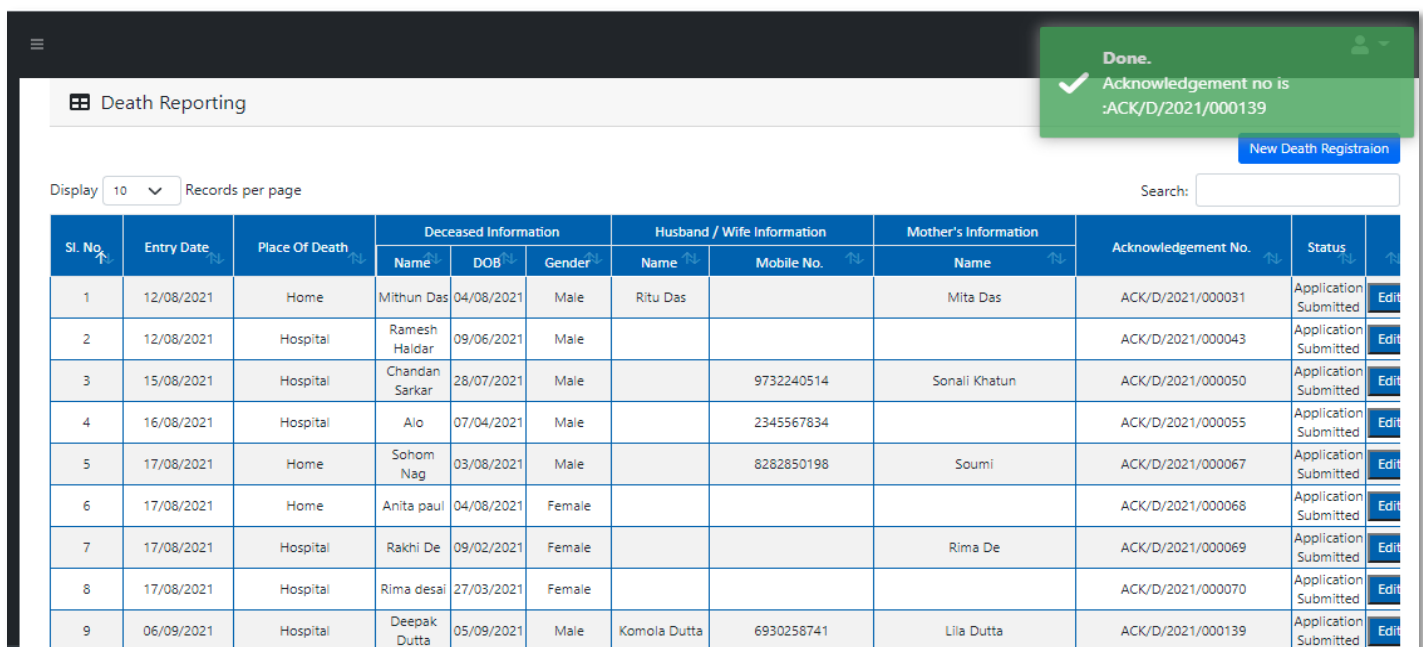 Done.
Acknowledgement no is
:ACK/D/2021/000139
Death Reporting
New Death Registraion
Display 10 Records per page
Search:
Deceased Information Husband / Wife Information Mother's Information
Sl. No. Entry Date Place Of Death Acknowledgement No. Status
Name DOB Gender Name Mobile No. Name
1 12/08/2021 Home Mithun Das 04/08/2021 Male Ritu Das Mita Das ACK/D/2021/000031 Application Submitted Edit
2 12/08/2021 Hospital Ramesh Haldar 09/06/2021 Male ACK/D/2021/000043 Application Submitted Edit
3 15/08/2021 Hospital Chandan Sarkar 28/07/2021 Male 9732240514 Sonali Khatun ACK/D/2021/000050 Application Submitted Edit
4 16/08/2021 Hospital Alo 07/04/2021 Male 2345567834 ACK/D/2021/000055 Application Submitted Edit
5 17/08/2021 Home Sohom Nag 03/08/2021 Male 8282850198 Soumi ACK/D/2021/000067 Application Submitted Edit
6 17/08/2021 Home Anita paul 04/08/2021 Female ACK/D/2021/000068 Application Submitted Edit
7 17/08/2021 Hospital Rakhi De 09/02/2021 Female Rima De ACK/D/2021/000069 Application Submitted Edit
8 17/08/2021 Hospital Rima desai 27/03/2021 Female ACK/D/2021/000070 Application Submitted Edit
9 06/09/2021 Hospital Deepak Dutta 05/09/2021 Male Komola Dutta 6930258741 Lila Dutta ACK/D/2021/000139 Application Submitted Edit